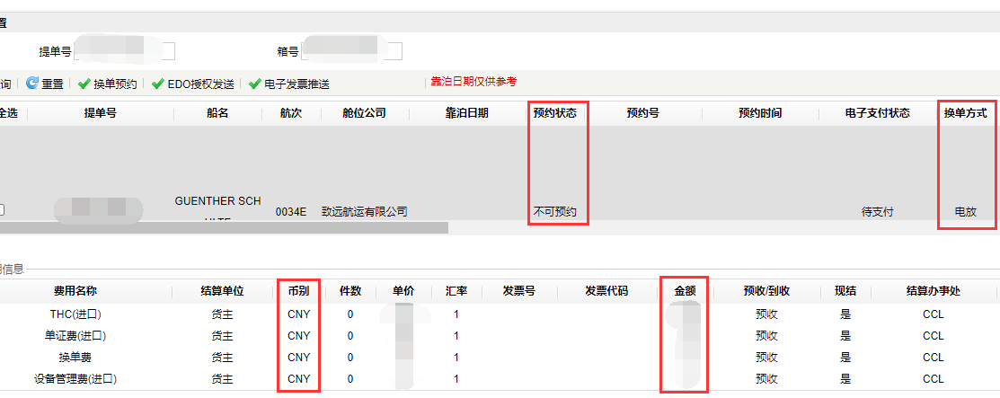 置
提单号 箱号
询 重置 换单预约 EDO授权发送 电子发票推送 靠泊日期仅供参考
全选 提单号 船名 航次 舱位公司 靠泊日期 预约状态 预约号 预约时间 电子支付状态 换单方式
GUENTHER SCH
0034E 致远航运有限公司 不可预约 待支付 电放
信息
费用名称 结算单位 币别 件数 单价 汇率 发票号 发票代码 金额 预收/到收 现结 结算办事处
THC(进口) 货主 CNY 0 1 预收 是 CCL
单证费(进口) 货主 CNY 0 1 预收 是 CCL
换单费 货主 CNY 0 1 预收 是 CCL
设备管理费(进口) 货主 CNY 0 1 预收 是 CCL